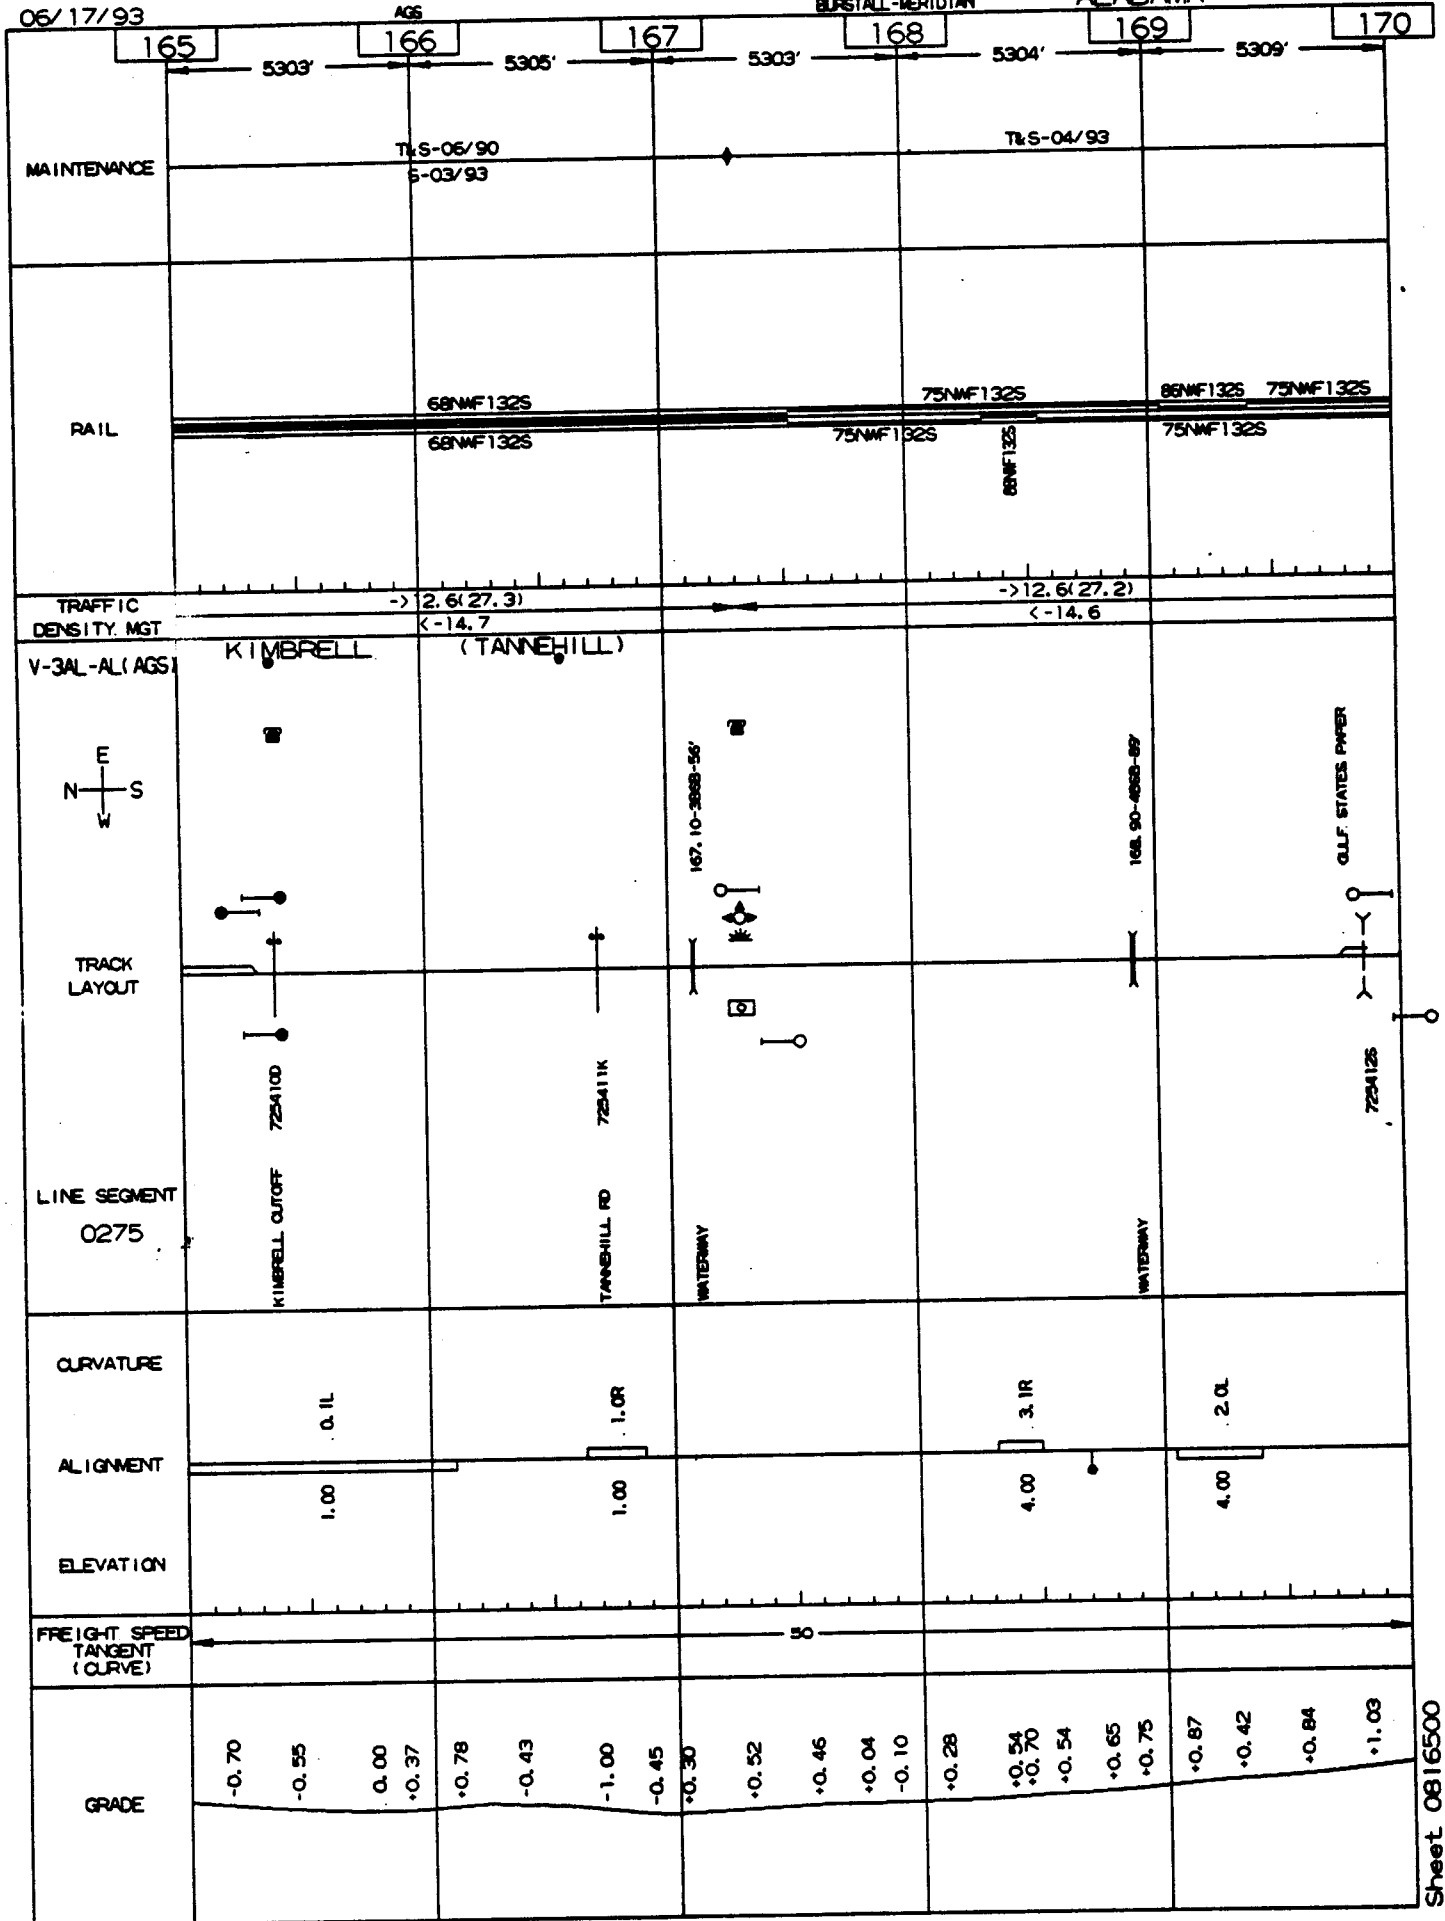 06/17/93 AGS BURSTALL-MERIDIAN ALABAMA
165 166 167 168 169 170
5303' 5305' 5303' 5304' 5309'
MAINTENANCE
T&S-06/90 T&S-04/93
S-03/93
RAIL
68NWF132S 75NWF132S 86NWF132S 75NWF132S
68NWF132S 75NWF132S 75NWF132S
88NWF132S
TRAFFIC ->12.6(27.3) ->12.6(27.2)
DENSITY MGT <-14.7 <-14.6
V-3AL-AL(AGS) KIMBRELL (TANNEHILL)
E
N S
W
167.10-386B-56'
168.90-486B-89'
GULF STATES PAPER
TRACK
LAYOUT
725410D
725411K
725412S
LINE SEGMENT
0275
KIMBRELL CUTOFF
TANNEHILL RD
WATERWAY
WATERWAY
CURVATURE
0.1L 1.0R 3.1R 2.0L
ALIGNMENT
1.00 1.00 4.00 4.00
ELEVATION
FREIGHT SPEED
TANGENT
(CURVE)
50
GRADE
-0.70 -0.55 0.00 +0.37 +0.78 -0.43 -1.00 -0.45 +0.30 +0.52 +0.46 +0.04 -0.10 +0.28 +0.54 +0.70 +0.54 +0.65 +0.75 +0.87 +0.42 +0.84 +1.03
Sheet 0816500